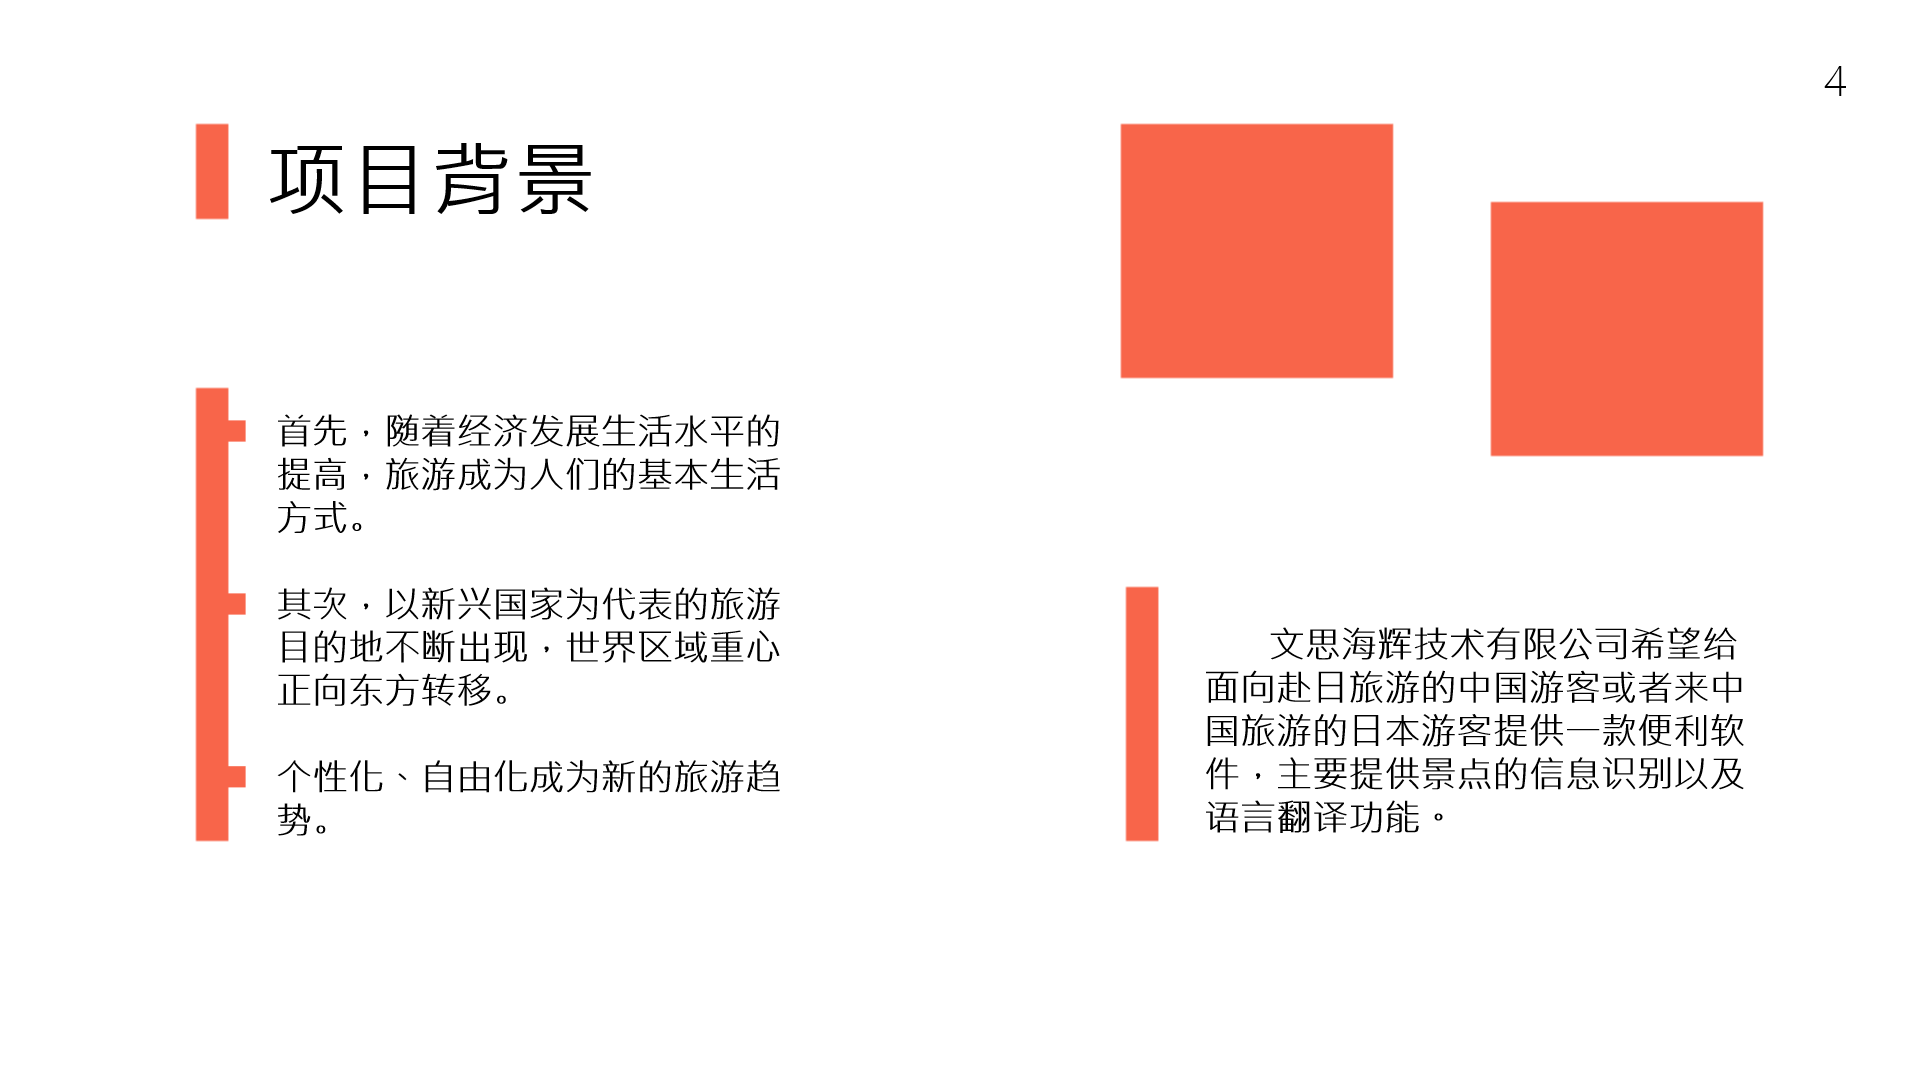 4
项目背景
首先，随着经济发展生活水平的
提高，旅游成为人们的基本生活
方式。
其次，以新兴国家为代表的旅游
目的地不断出现，世界区域重心
正向东方转移。
个性化、自由化成为新的旅游趋
势。
文思海辉技术有限公司希望给
面向赴日旅游的中国游客或者来中
国旅游的日本游客提供一款便利软
件，主要提供景点的信息识别以及
语言翻译功能。